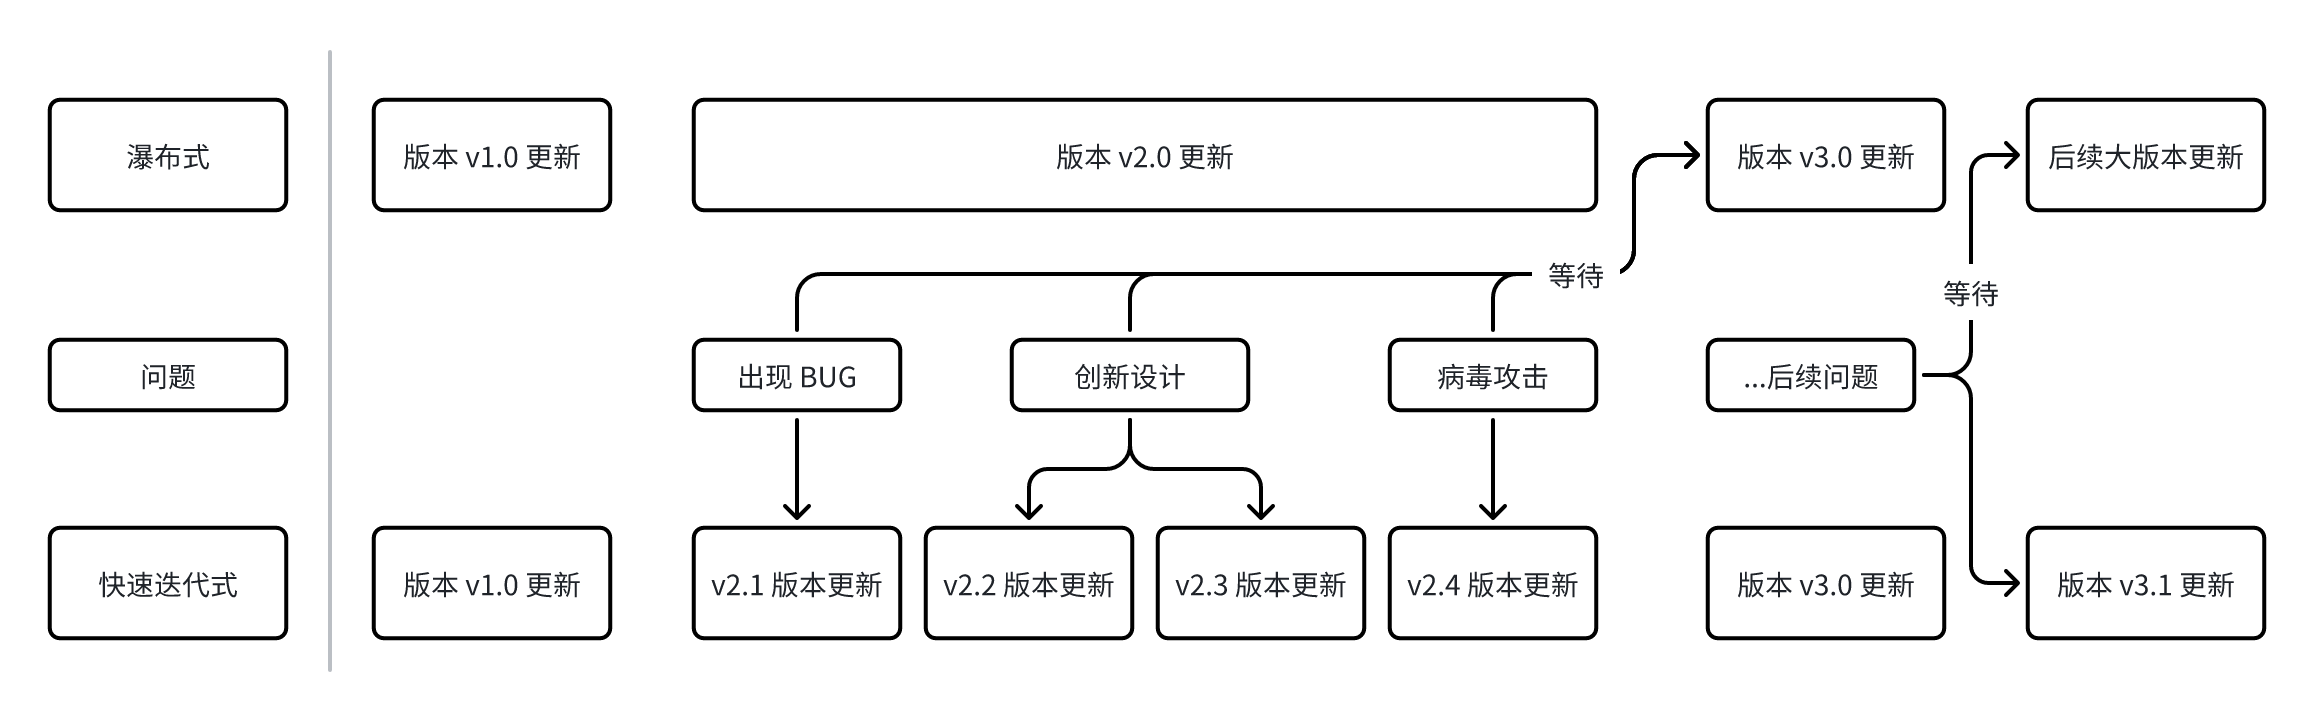 瀑布式
版本 v1.0 更新
版本 v2.0 更新
版本 v3.0 更新
后续大版本更新
等待
等待
问题
出现 BUG
创新设计
病毒攻击
...后续问题
快速迭代式
版本 v1.0 更新
v2.1 版本更新
v2.2 版本更新
v2.3 版本更新
v2.4 版本更新
版本 v3.0 更新
版本 v3.1 更新